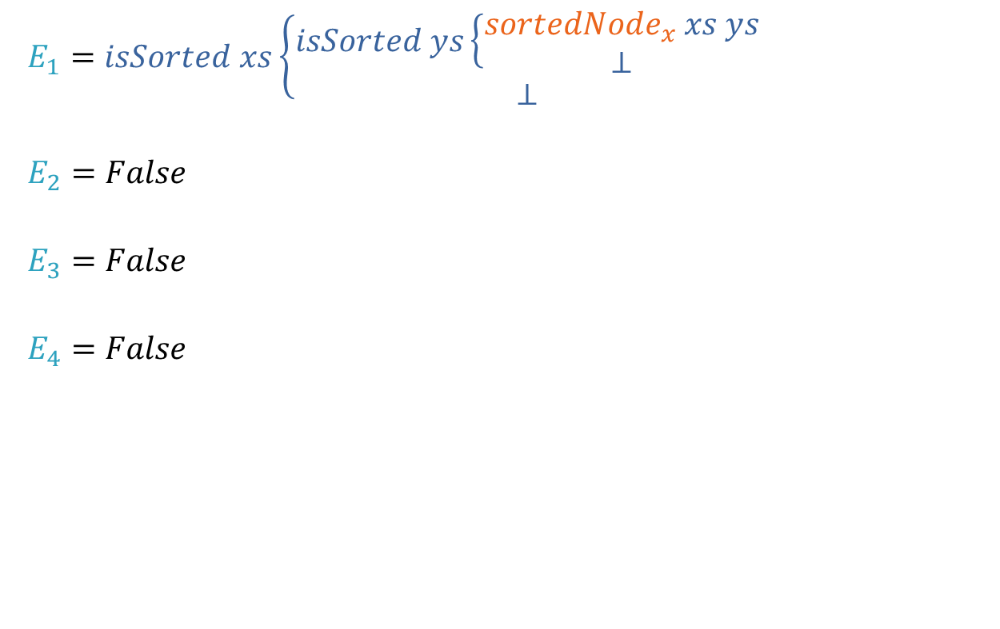 E₁ = isSorted xs { isSorted ys { sortedNodeₓ xs ys
⊥
⊥
E₂ = False
E₃ = False
E₄ = False